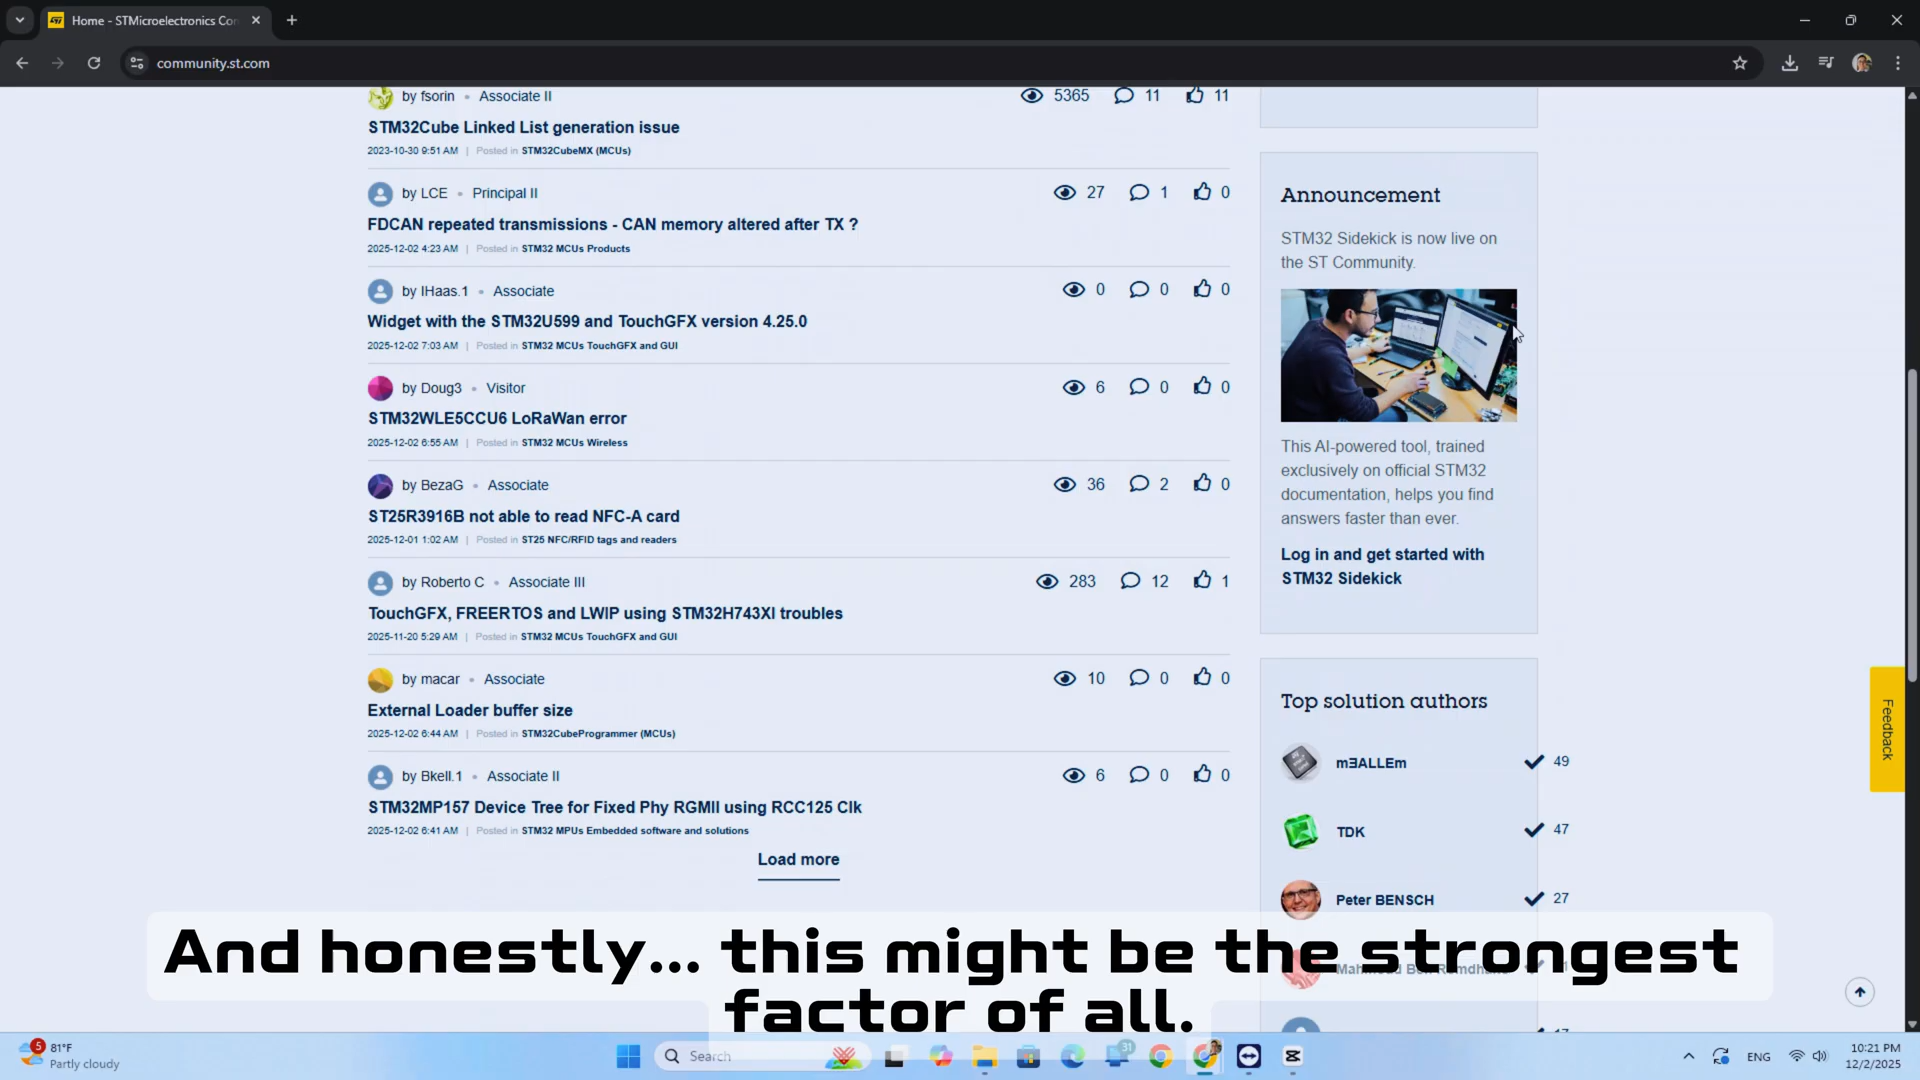 Home - STMicroelectronics Co
community.st.com
by fsorin • Associate II
5365 11 11
STM32Cube Linked List generation issue
2023-10-30 9:51 AM | Posted in STM32CubeMX (MCUs)
by LCE • Principal II
27 1 0
FDCAN repeated transmissions - CAN memory altered after TX ?
2025-12-02 4:23 AM | Posted in STM32 MCUs Products
by IHaas.1 • Associate
0 0 0
Widget with the STM32U599 and TouchGFX version 4.25.0
2025-12-02 7:03 AM | Posted in STM32 MCUs TouchGFX and GUI
by Doug3 • Visitor
6 0 0
STM32WLE5CCU6 LoRaWan error
2025-12-02 6:55 AM | Posted in STM32 MCUs Wireless
by BezaG • Associate
36 2 0
ST25R3916B not able to read NFC-A card
2025-12-01 1:02 AM | Posted in ST25 NFC/RFID tags and readers
by Roberto C • Associate III
283 12 1
TouchGFX, FREERTOS and LWIP using STM32H743XI troubles
2025-11-20 5:29 AM | Posted in STM32 MCUs TouchGFX and GUI
by macar • Associate
10 0 0
External Loader buffer size
2025-12-02 6:44 AM | Posted in STM32CubeProgrammer (MCUs)
by Bkell.1 • Associate II
6 0 0
STM32MP157 Device Tree for Fixed Phy RGMII using RCC125 Clk
2025-12-02 6:41 AM | Posted in STM32 MPUs Embedded software and solutions
Load more
Announcement
STM32 Sidekick is now live on
the ST Community.
This AI-powered tool, trained
exclusively on official STM32
documentation, helps you find
answers faster than ever.
Log in and get started with
STM32 Sidekick
Top solution authors
mƎALLEm 49
TDK 47
Peter BENSCH 27
Feedback
And honestly... this might be the strongest
factor of all.
5
81°F
Partly cloudy
Search
31
ENG
10:21 PM
12/2/2025